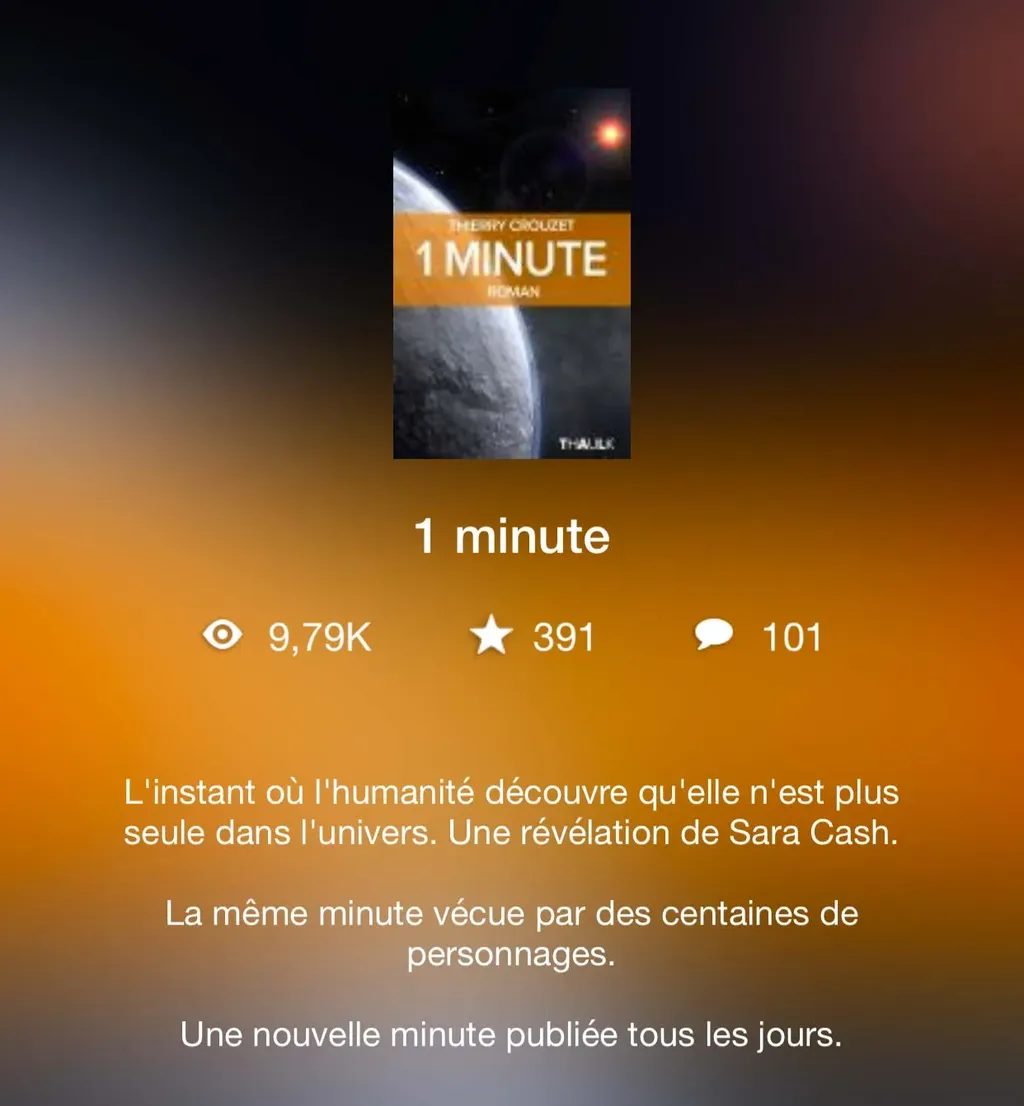 THIERRY CROUZET
1 MINUTE
ROMAN
THAULK
1 minute
9,79K 391 101
L'instant où l'humanité découvre qu'elle n'est plus
seule dans l'univers. Une révélation de Sara Cash.
La même minute vécue par des centaines de
personnages.
Une nouvelle minute publiée tous les jours.